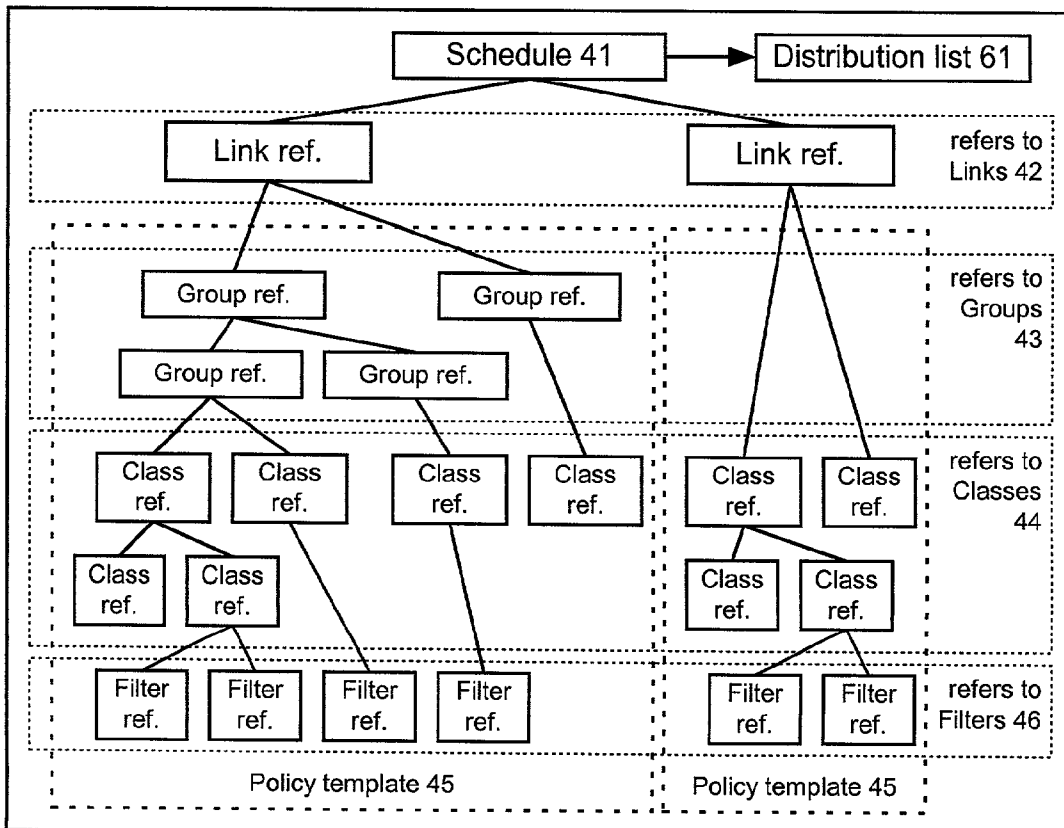 Schedule 41
Distribution list 61
Link ref.
Link ref.
refers to
Links 42
Group ref.
Group ref.
refers to
Groups
43
Group ref.
Group ref.
Class
ref.
Class
ref.
Class
ref.
Class
ref.
Class
ref.
Class
ref.
refers to
Classes
44
Class
ref.
Class
ref.
Class
ref.
Class
ref.
Filter
ref.
Filter
ref.
Filter
ref.
Filter
ref.
Filter
ref.
Filter
ref.
refers to
Filters 46
Policy template 45
Policy template 45